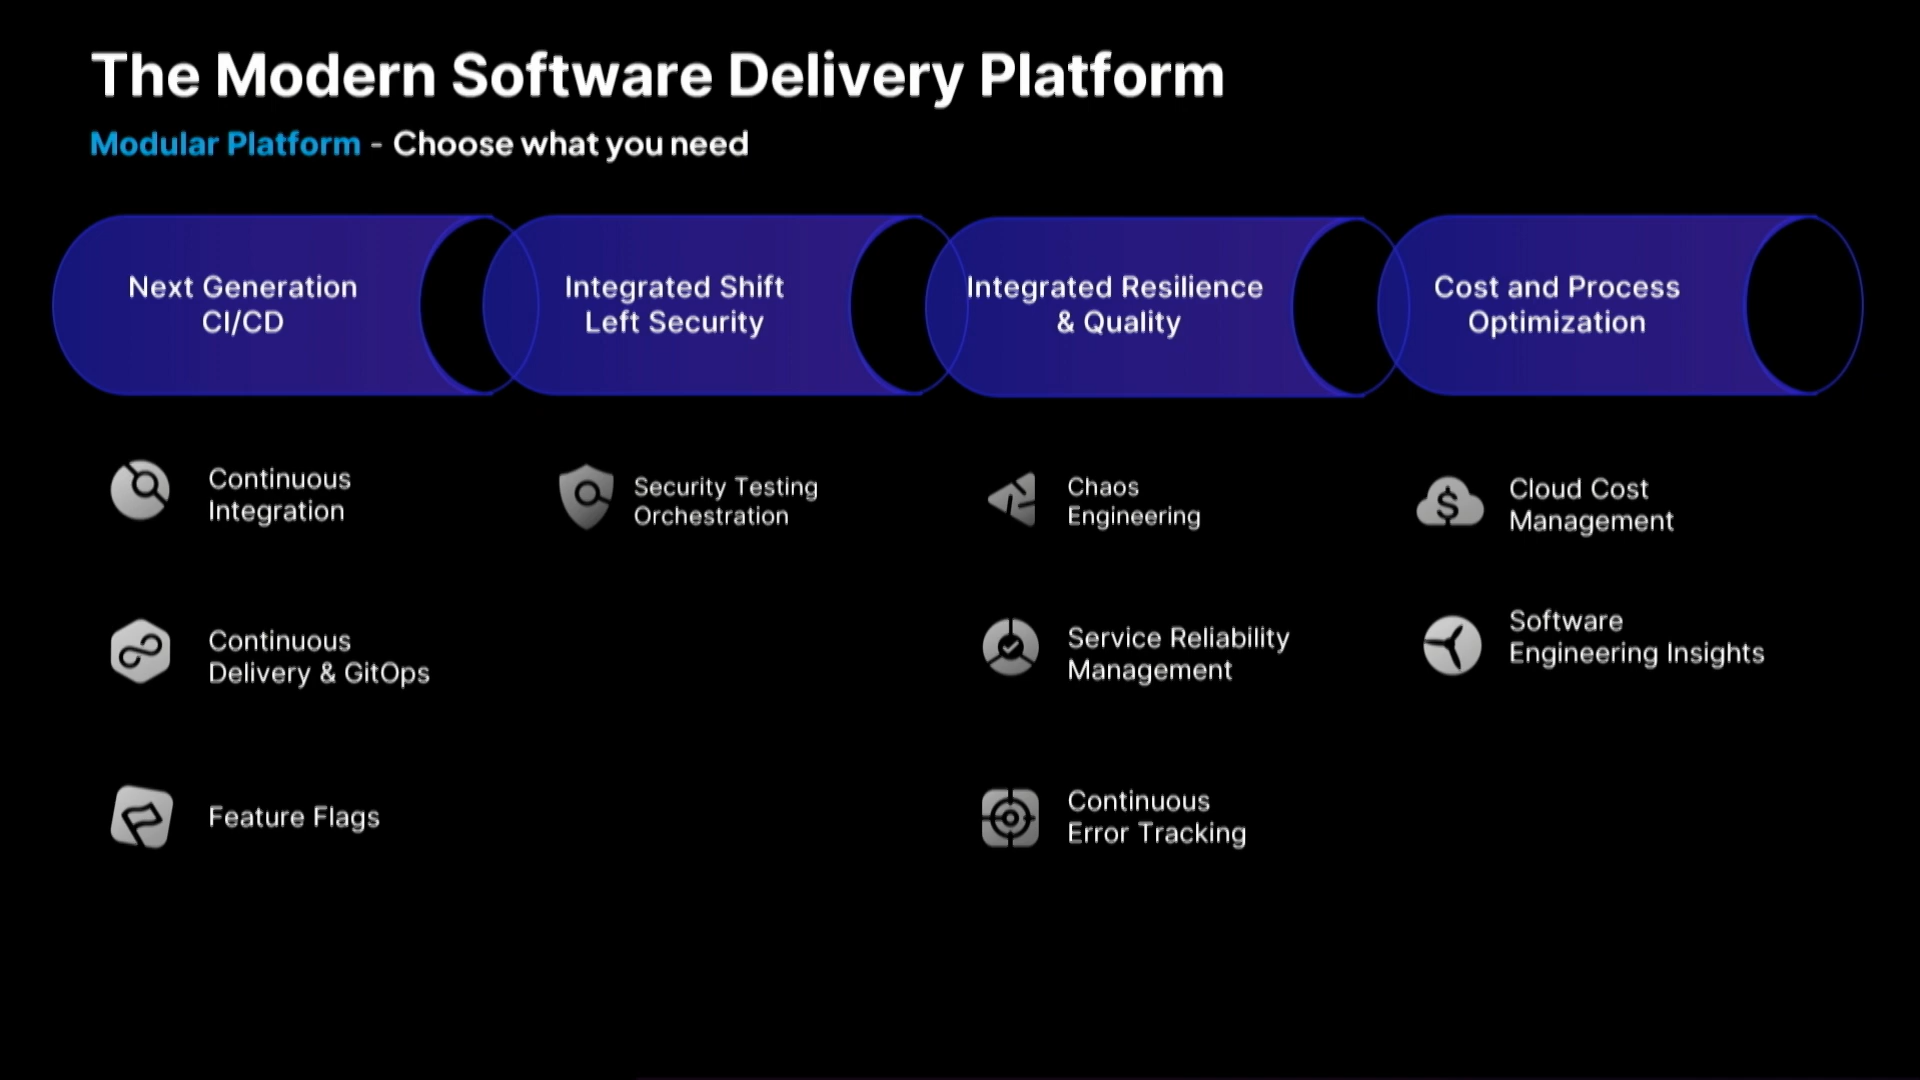 The Modern Software Delivery Platform
Modular Platform - Choose what you need
Next Generation
CI/CD
Integrated Shift
Left Security
Integrated Resilience
& Quality
Cost and Process
Optimization
Continuous
Integration
Continuous
Delivery & GitOps
Feature Flags
Security Testing
Orchestration
Chaos
Engineering
Service Reliability
Management
Continuous
Error Tracking
Cloud Cost
Management
Software
Engineering Insights